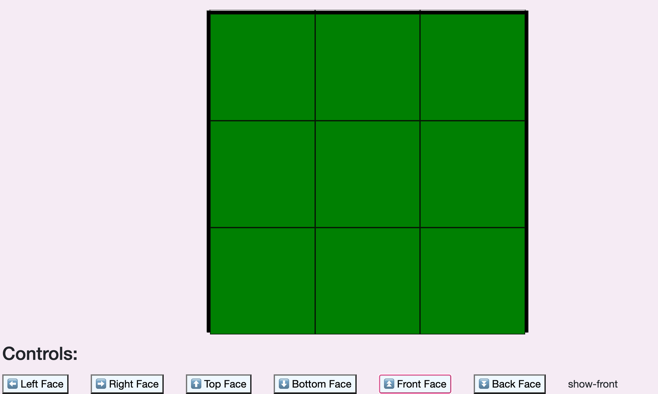 Controls:
⬅️ Left Face ➡️ Right Face ⬆️ Top Face ⬇️ Bottom Face ⏫ Front Face ⏬ Back Face show-front